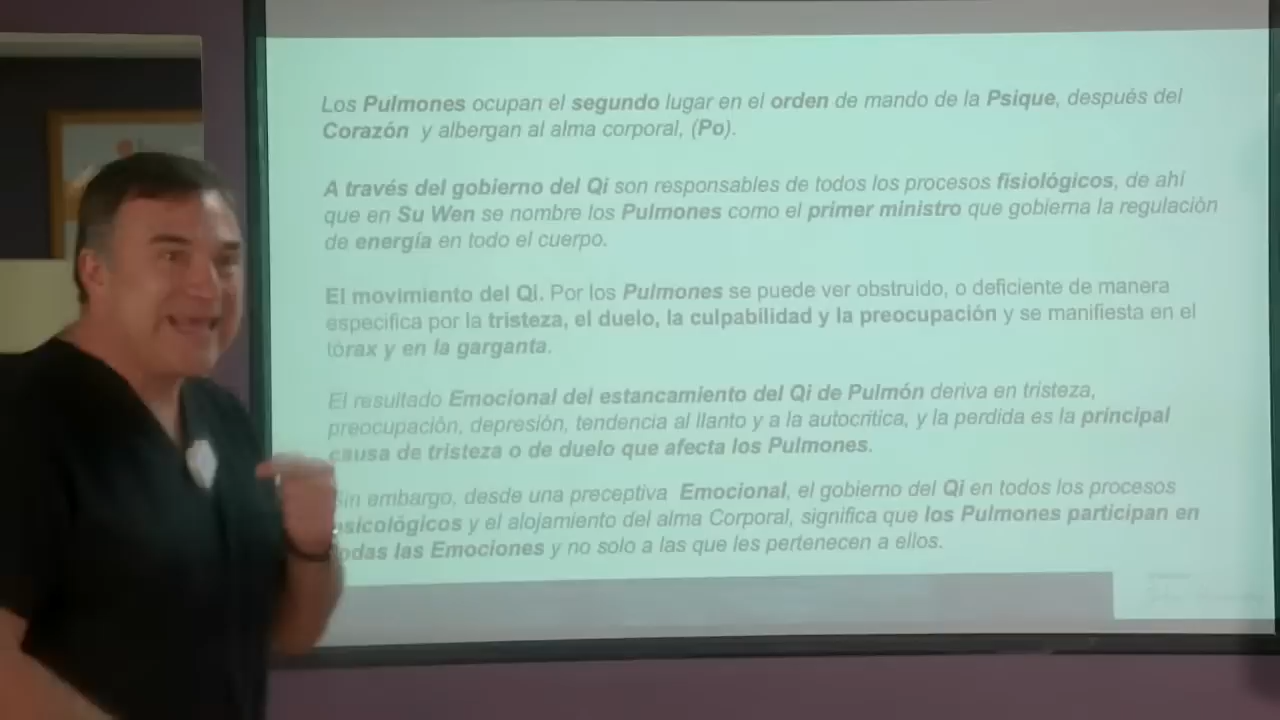 Los Pulmones ocupan el segundo lugar en el orden de mando de la Psique, después del
Corazón y albergan al alma corporal, (Po).
A través del gobierno del Qi son responsables de todos los procesos fisiológicos, de ahí
que en Su Wen se nombre los Pulmones como el primer ministro que gobierna la regulación
de energía en todo el cuerpo.
El movimiento del Qi. Por los Pulmones se puede ver obstruido, o deficiente de manera
especifica por la tristeza, el duelo, la culpabilidad y la preocupación y se manifiesta en el
tórax y en la garganta.
El resultado Emocional del estancamiento del Qi de Pulmón deriva en tristeza,
preocupación, depresión, tendencia al llanto y a la autocrítica, y la perdida es la principal
causa de tristeza o de duelo que afecta los Pulmones.
Sin embargo, desde una preceptiva Emocional, el gobierno del Qi en todos los procesos
sicológicos y el alojamiento del alma Corporal, significa que los Pulmones participan en
todas las Emociones y no solo a las que les pertenecen a ellos.